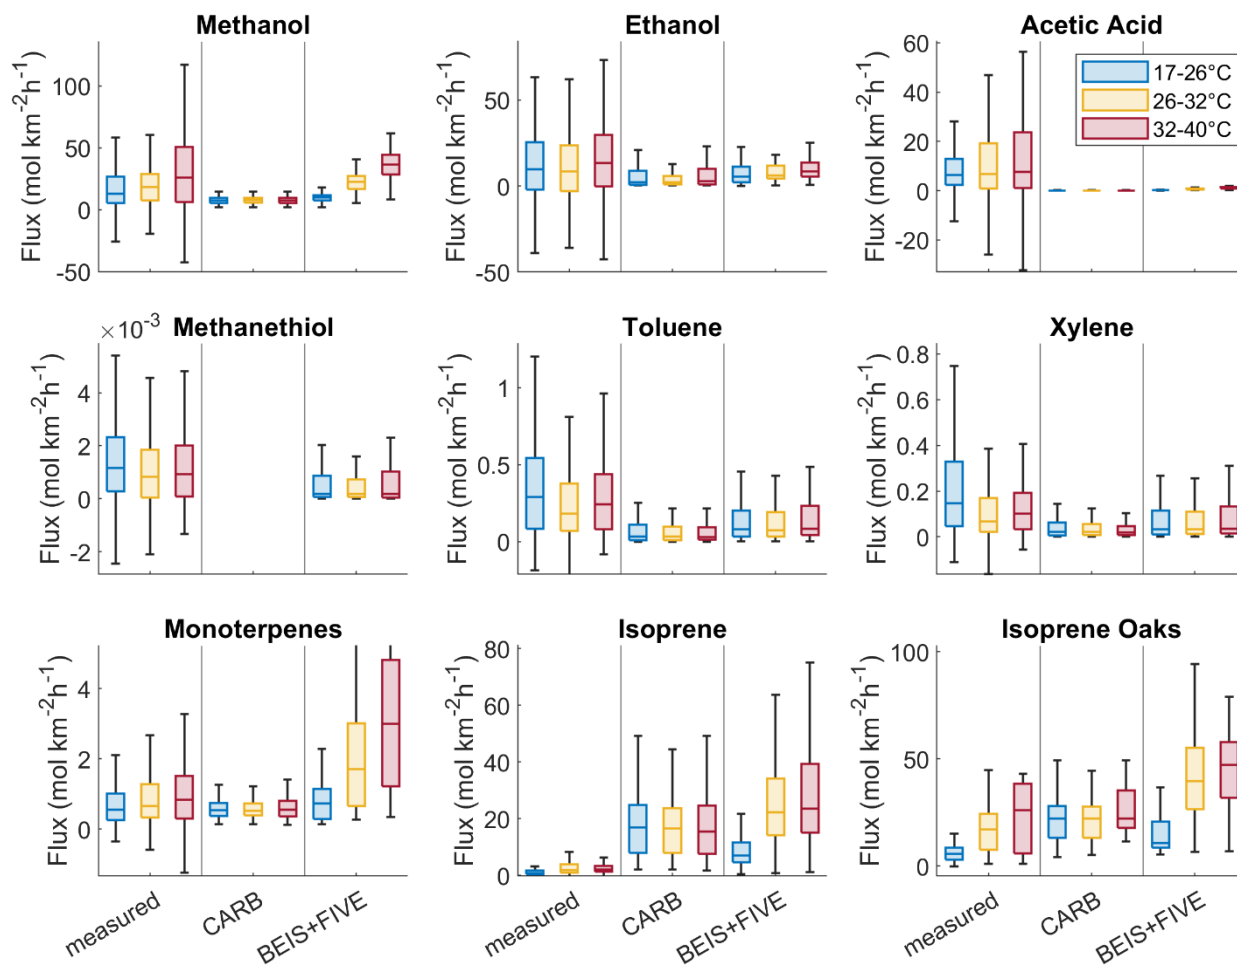 Methanol
Ethanol
Acetic Acid
Flux (mol km-2h-1)
100
50
0
-50
Flux (mol km-2h-1)
50
0
-50
Flux (mol km-2h-1)
60
40
20
0
-20
17-26°C
26-32°C
32-40°C
×10-3
Methanethiol
Toluene
Xylene
Flux (mol km-2h-1)
4
2
0
-2
Flux (mol km-2h-1)
1
0.5
0
Flux (mol km-2h-1)
0.8
0.6
0.4
0.2
0
Monoterpenes
Isoprene
Isoprene Oaks
Flux (mol km-2h-1)
4
2
0
Flux (mol km-2h-1)
80
60
40
20
0
Flux (mol km-2h-1)
100
50
0
measured
CARB
BEIS+FIVE
measured
CARB
BEIS+FIVE
measured
CARB
BEIS+FIVE